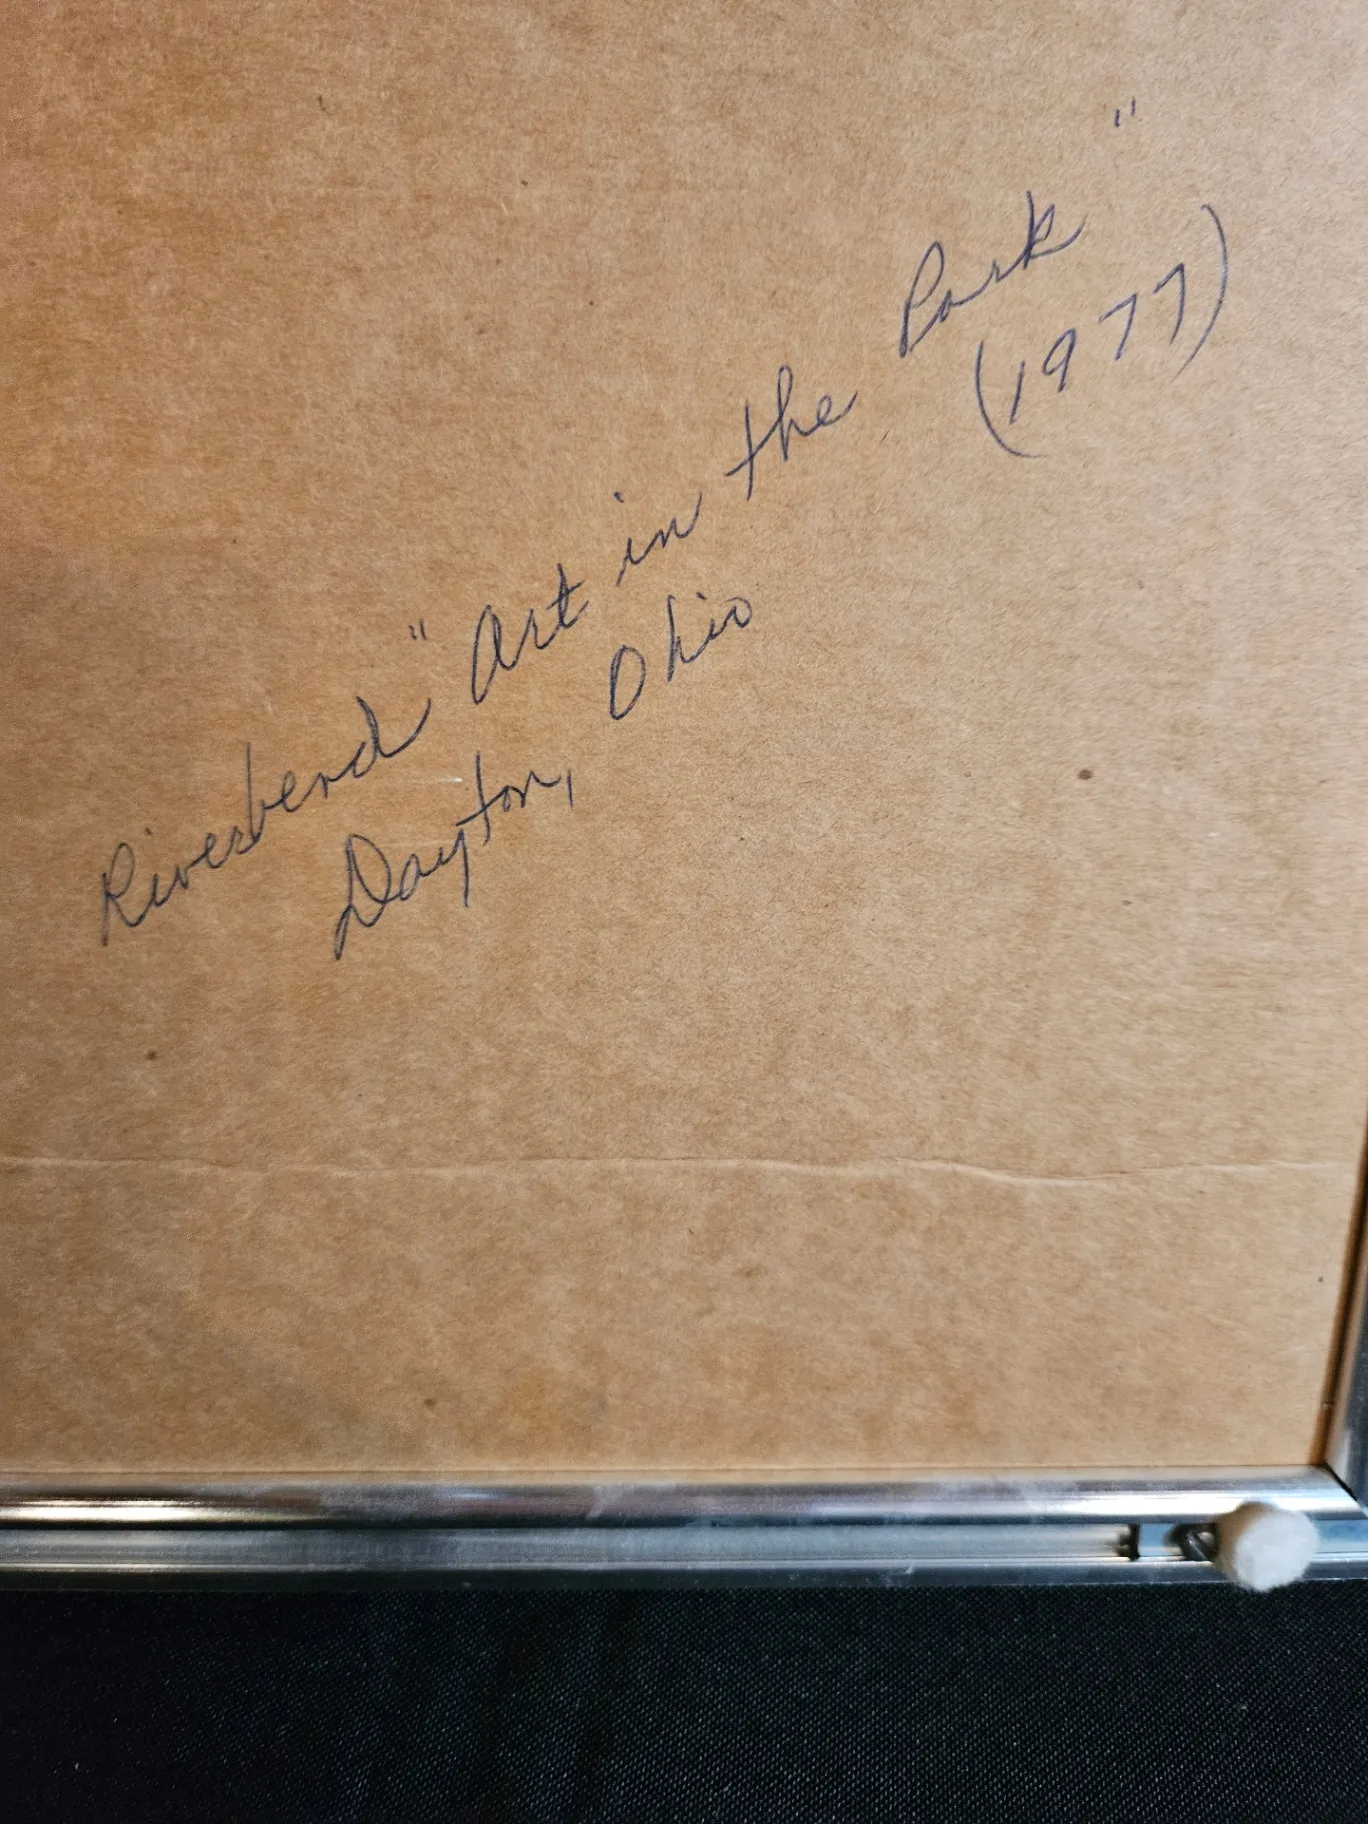 Riverbend "Art in the Park"
Dayton, Ohio (1977)